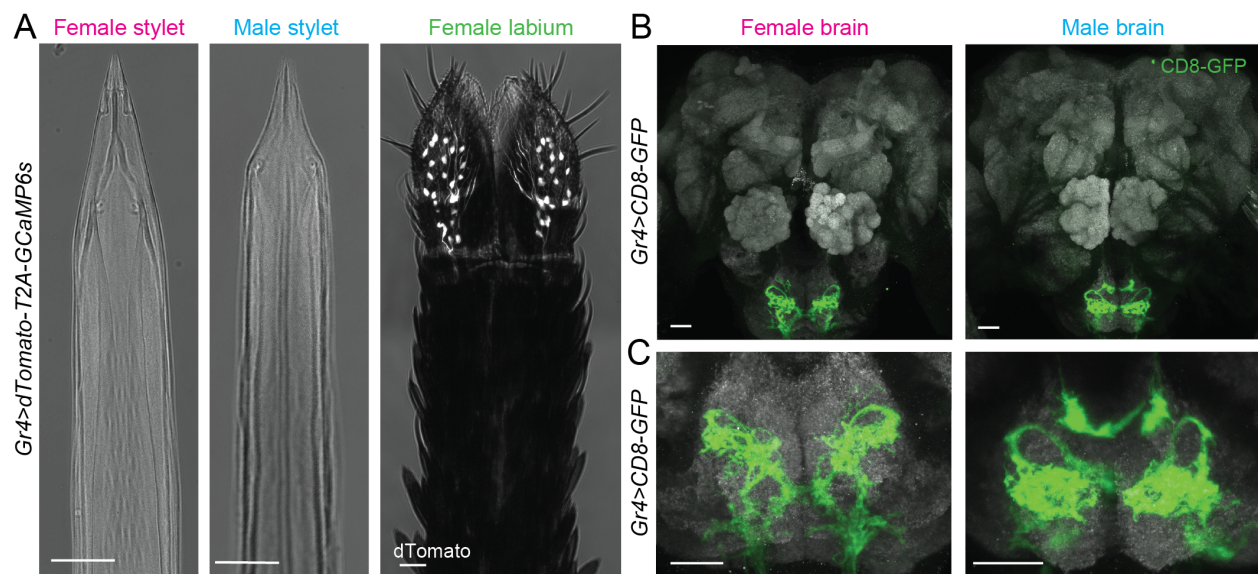 A
Female stylet
Male stylet
Female labium
Gr4>dTomato-T2A-GCaMP6s
dTomato
B
Female brain
Male brain
Gr4>CD8-GFP
CD8-GFP
C
Gr4>CD8-GFP